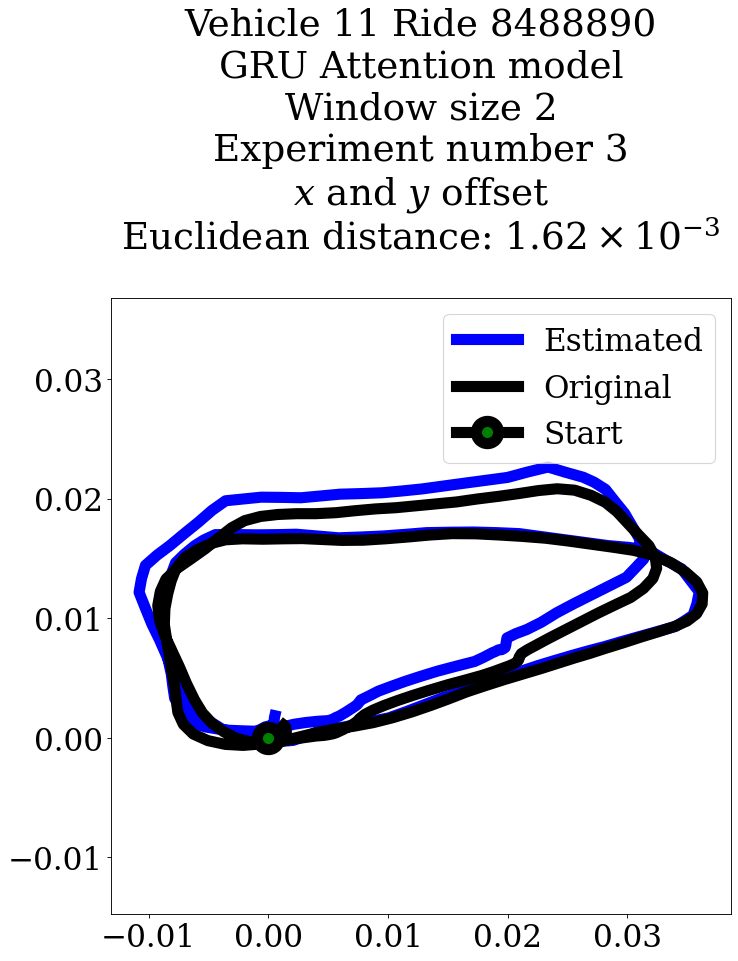 Vehicle 11 Ride 8488890
GRU Attention model
Window size 2
Experiment number 3
x and y offset
Euclidean distance: 1.62 × 10⁻³
Estimated
Original
Start
0.03
0.02
0.01
0.00
−0.01
−0.01 0.00 0.01 0.02 0.03